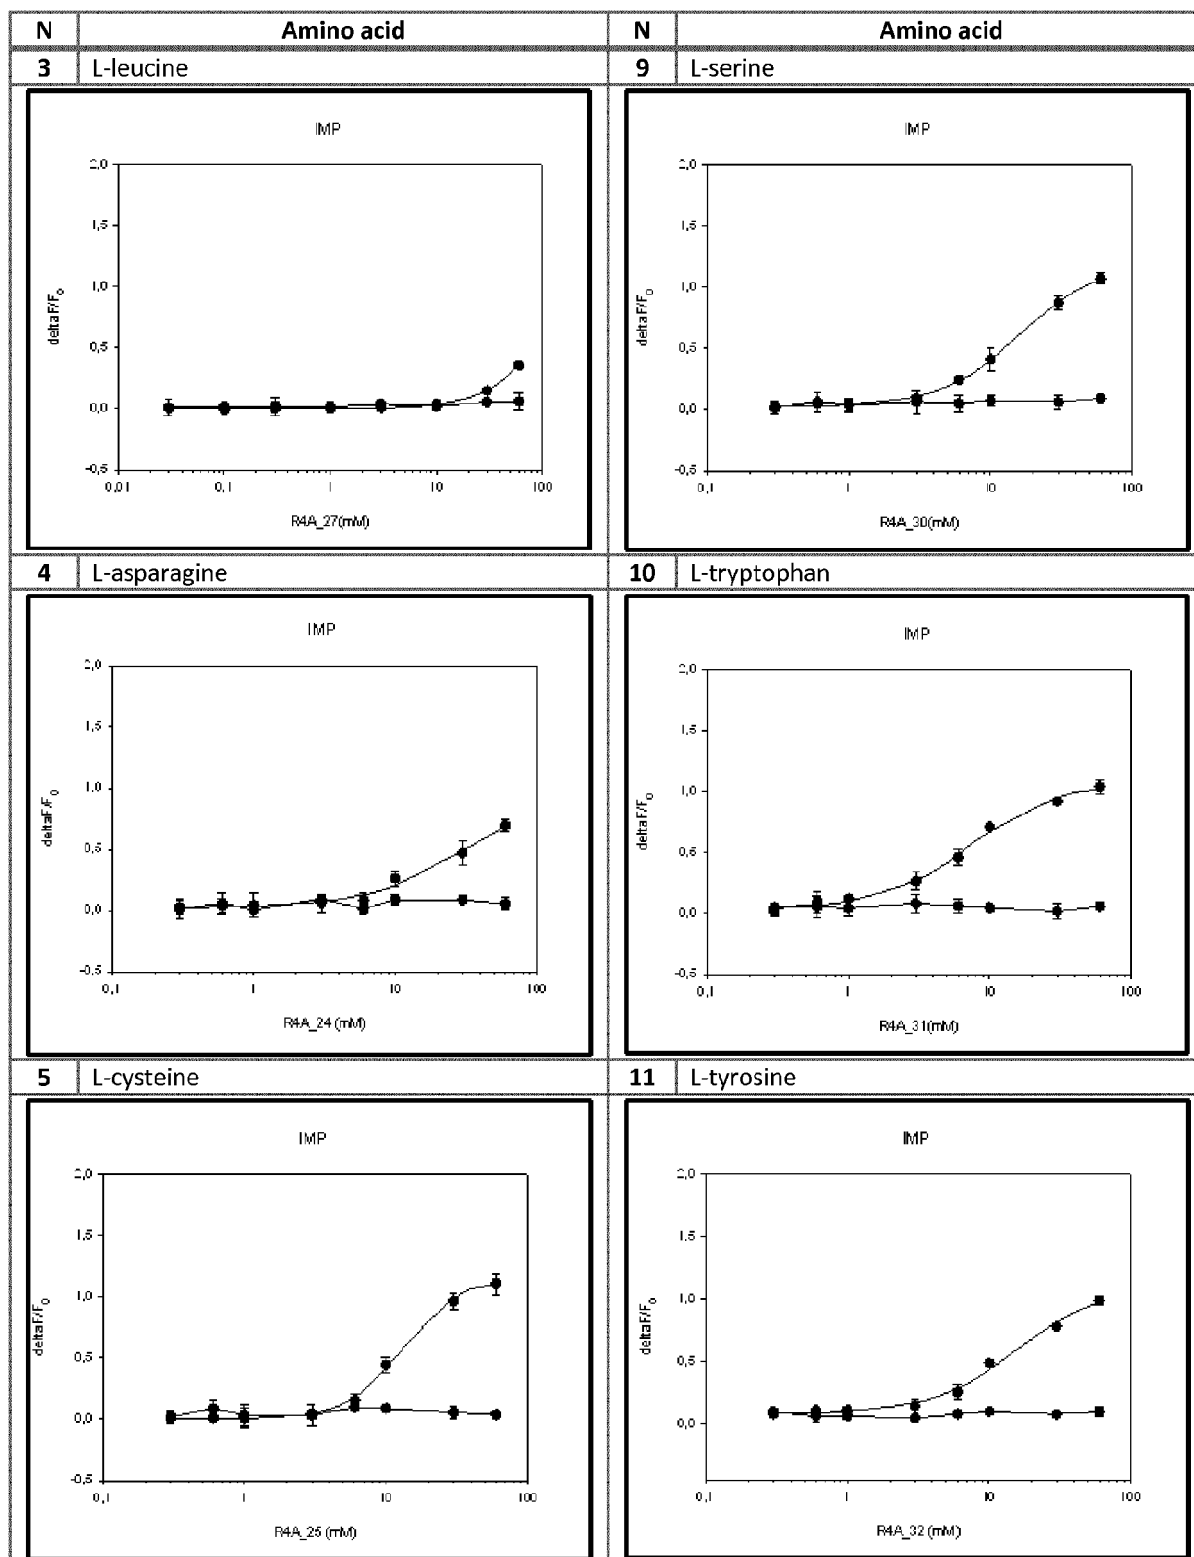 N Amino acid N Amino acid
3 L-leucine 9 L-serine
IMP
2,0
1,5
1,0
0,5
0,0
-0,5
deltaF/F0
0,01 0,1 1 10 100
R4A_27(mM)
IMP
2,0
1,5
1,0
0,5
0,0
-0,5
deltaF/F0
0,1 1 10 100
R4A_30(mM)
4 L-asparagine 10 L-tryptophan
IMP
2,0
1,5
1,0
0,5
0,0
-0,5
deltaF/F0
0,1 1 10 100
R4A_24 (mM)
IMP
2,0
1,5
1,0
0,5
0,0
-0,5
deltaF/F0
0,1 1 10 100
R4A_31(mM)
5 L-cysteine 11 L-tyrosine
IMP
2,0
1,5
1,0
0,5
0,0
-0,5
deltaF/F0
0,1 1 10 100
R4A_25 (mM)
IMP
2,0
1,5
1,0
0,5
0,0
-0,5
deltaF/F0
0,1 1 10 100
R4A_32 (mM)